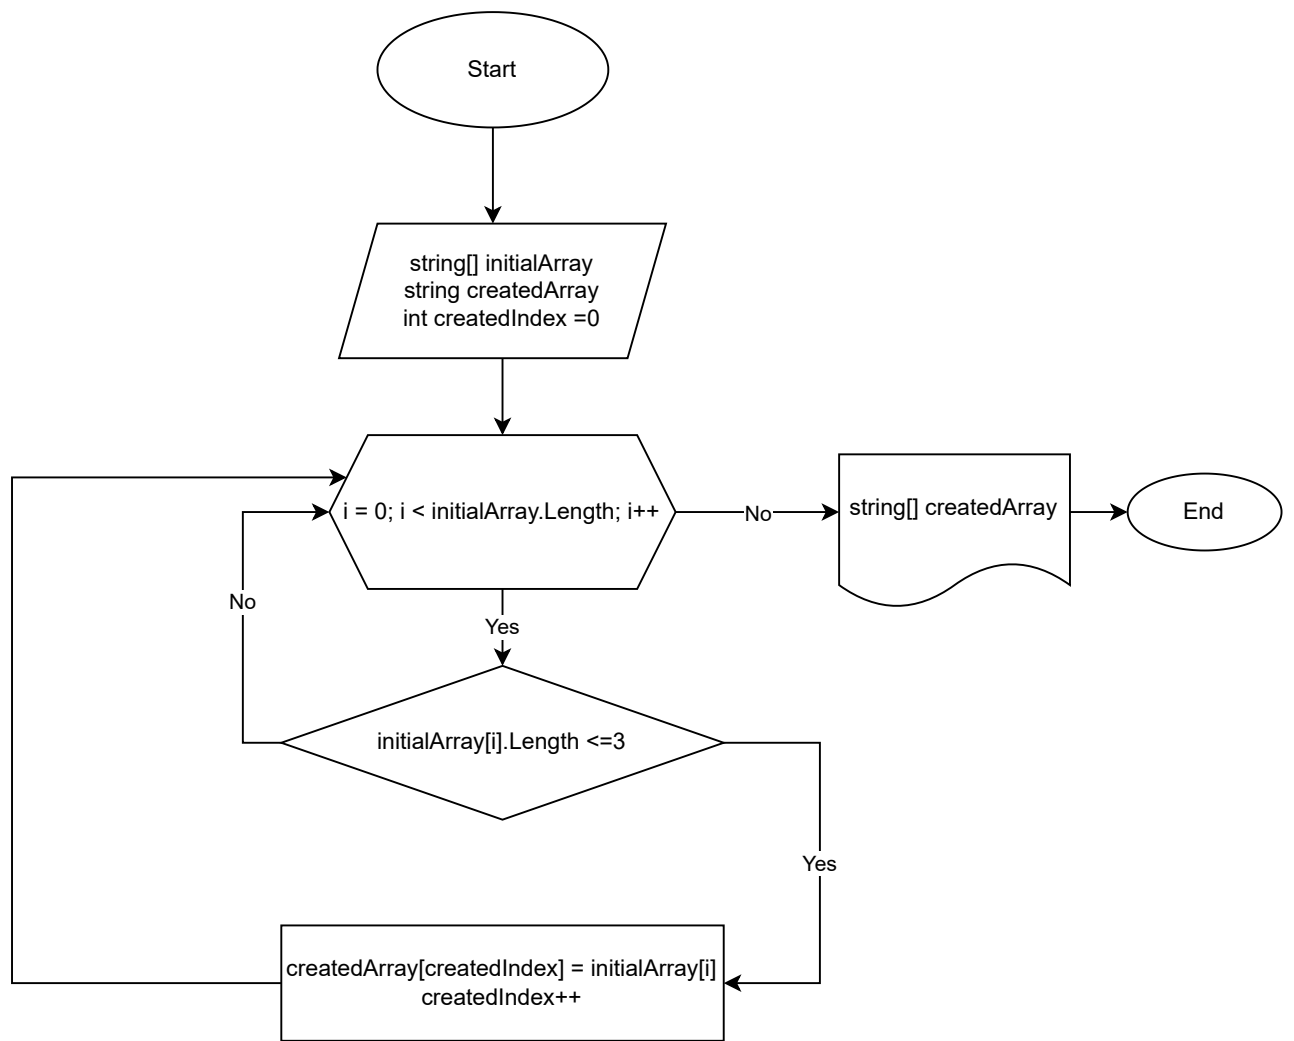 Start
string[] initialArray
string createdArray
int createdIndex =0
i = 0; i < initialArray.Length; i++
No
string[] createdArray
End
No
Yes
initialArray[i].Length <=3
Yes
createdArray[createdIndex] = initialArray[i]
createdIndex++